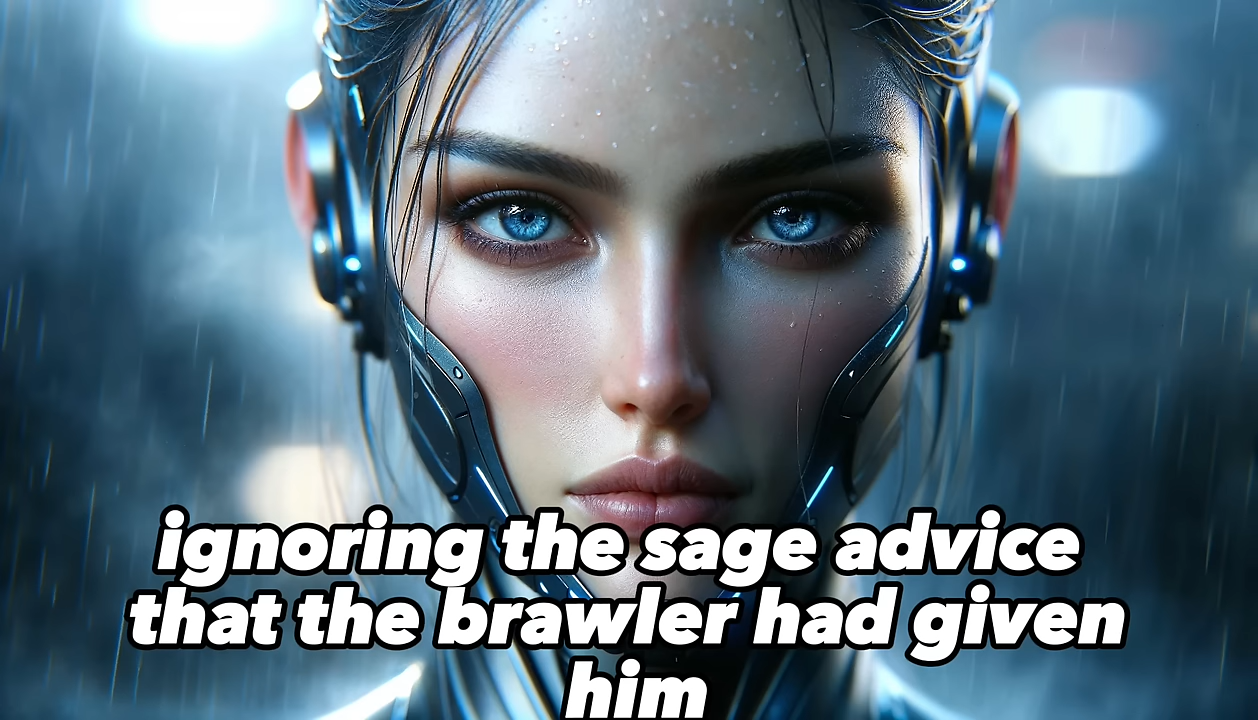 ignoring the sage advice
that the brawler had given
him